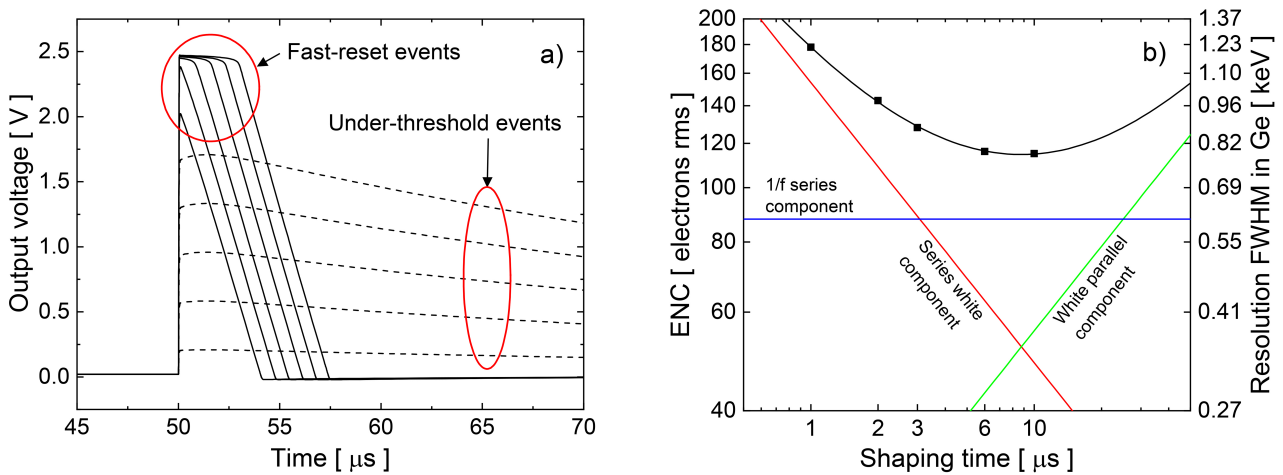 a)
Fast-reset events
Under-threshold events
Output voltage [ V ]
2.5
2.0
1.5
1.0
0.5
0.0
45 50 55 60 65 70
Time [ μs ]
b)
1/f series
component
Series white
component
White parallel
component
ENC [ electrons rms ]
200
180
160
140
120
100
80
60
40
1 2 3 6 10
Shaping time [ μs ]
1.37
1.23
1.10
0.96
0.82
0.69
0.55
0.41
0.27
Resolution FWHM in Ge [ keV ]